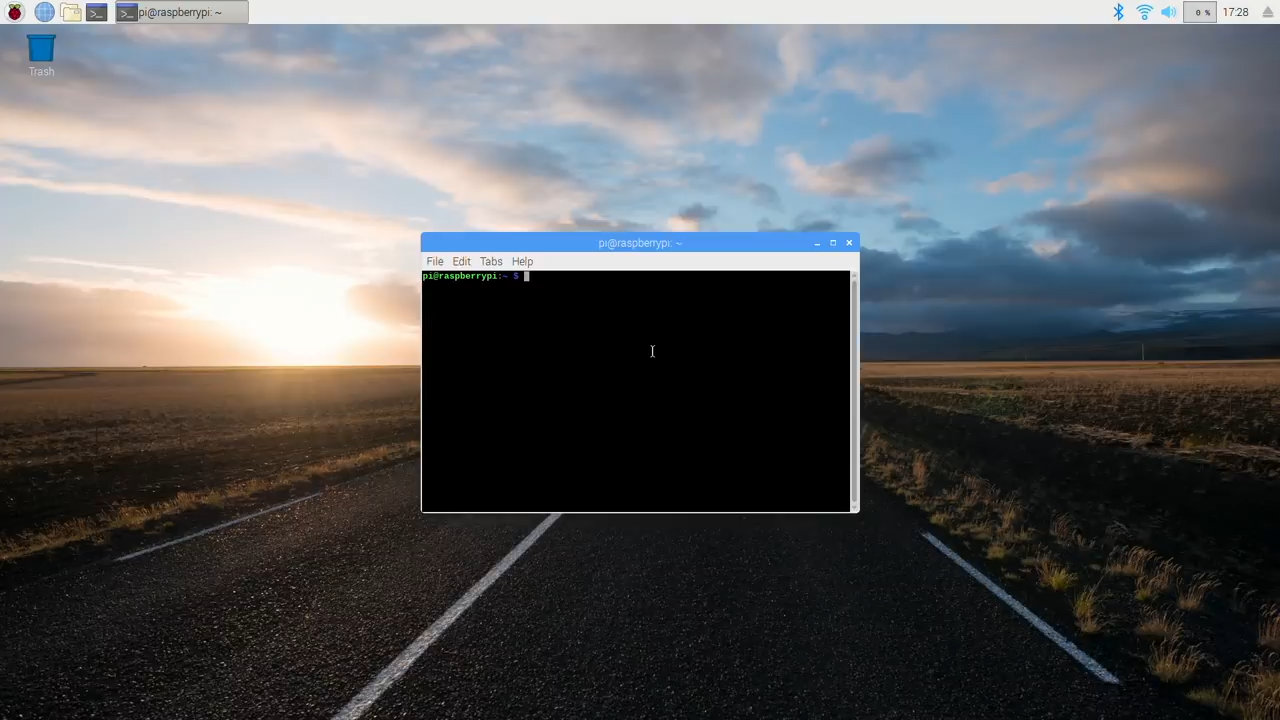 pi@raspberrypi: ~
0 %
17:28
Trash
pi@raspberrypi: ~
File Edit Tabs Help
pi@raspberrypi:~ $